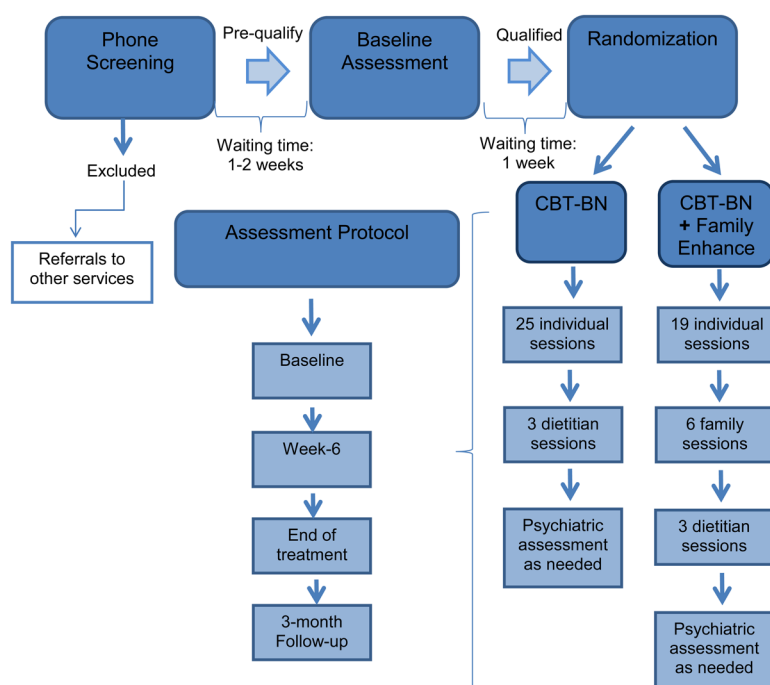 Phone
Screening
Pre-qualify
Baseline
Assessment
Qualified
Randomization
Waiting time:
1-2 weeks
Waiting time:
1 week
Excluded
Referrals to
other services
Assessment Protocol
Baseline
Week-6
End of
treatment
3-month
Follow-up
CBT-BN
25 individual
sessions
3 dietitian
sessions
Psychiatric
assessment
as needed
CBT-BN
+ Family
Enhance
19 individual
sessions
6 family
sessions
3 dietitian
sessions
Psychiatric
assessment
as needed